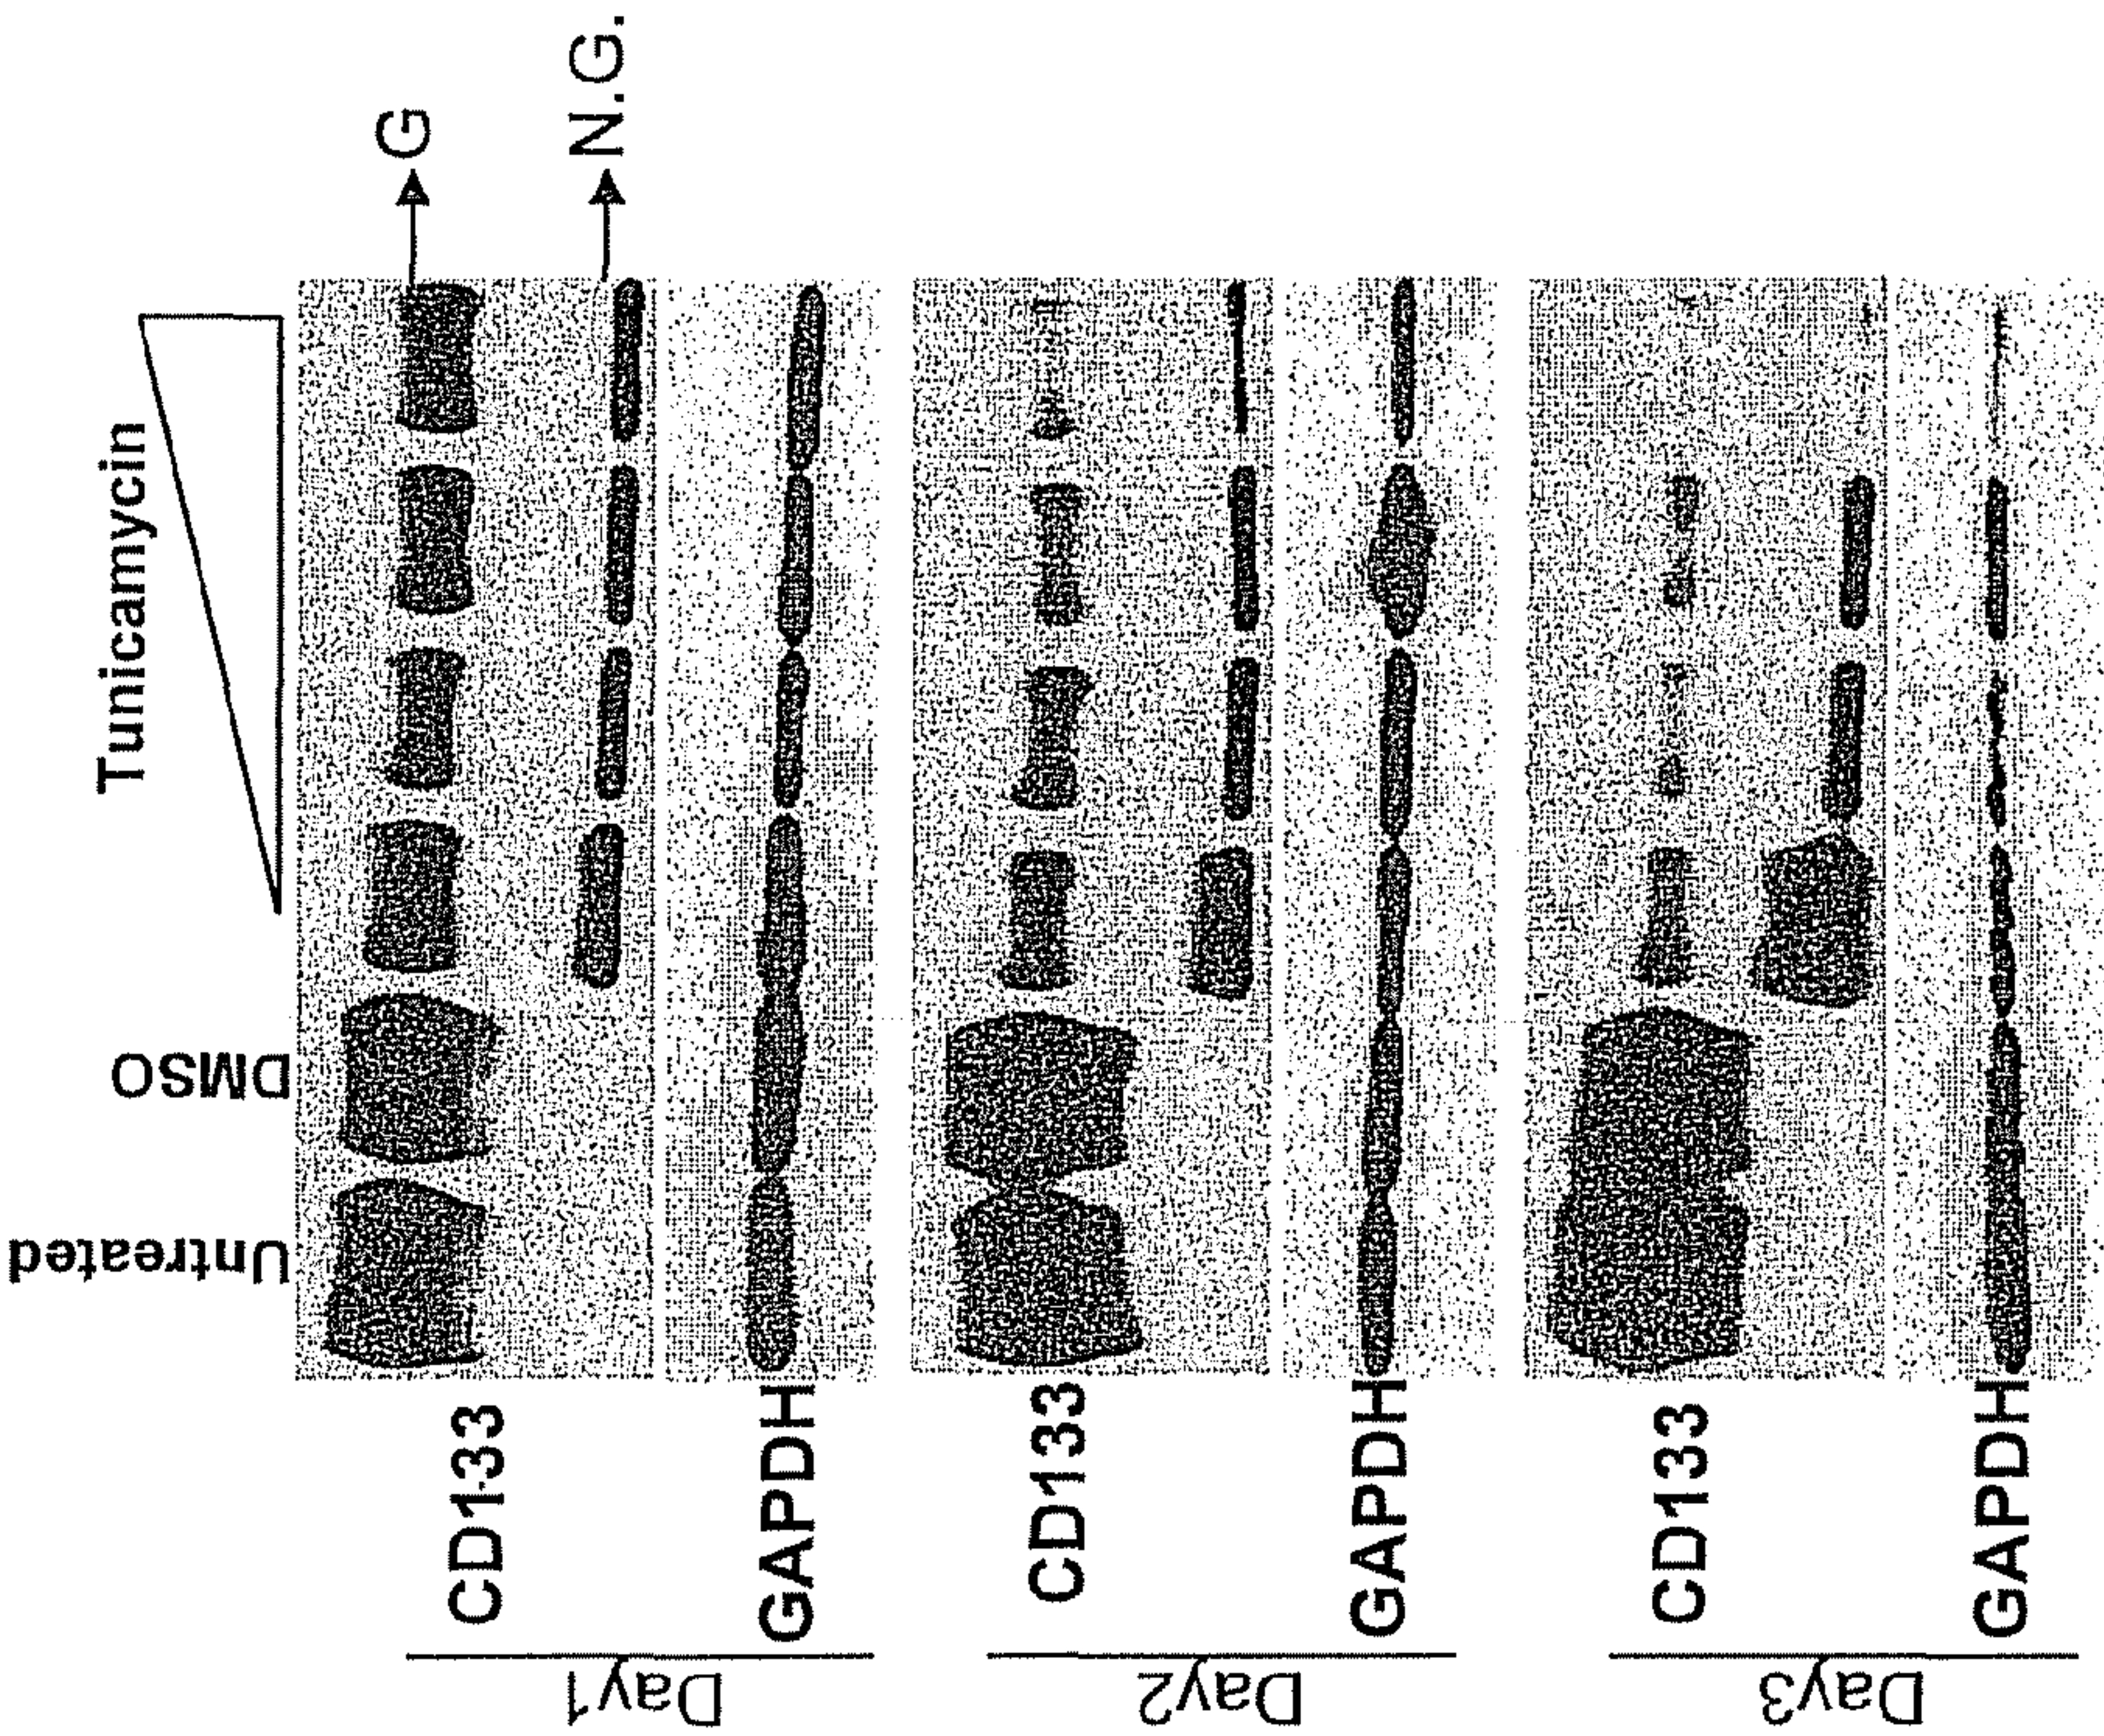 Untreated
DMSO
Tunicamycin
G
N.G.
Day1
CD133
GAPDH
Day2
CD133
GAPDH
Day3
CD133
GAPDH